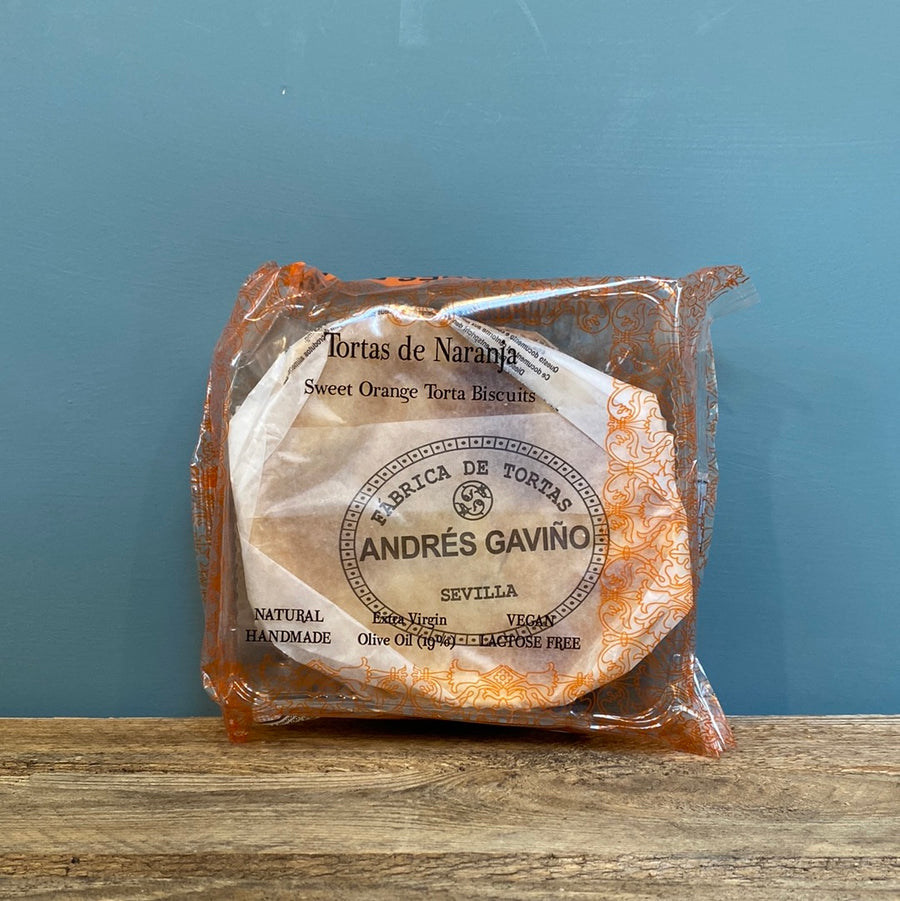 Tortas de Naranja
Sweet Orange Torta Biscuits
FÁBRICA DE TORTAS
ANDRÉS GAVIÑO
SEVILLA
NATURAL
HANDMADE
Extra Virgin
Olive Oil (19%)
VEGAN
LACTOSE FREE